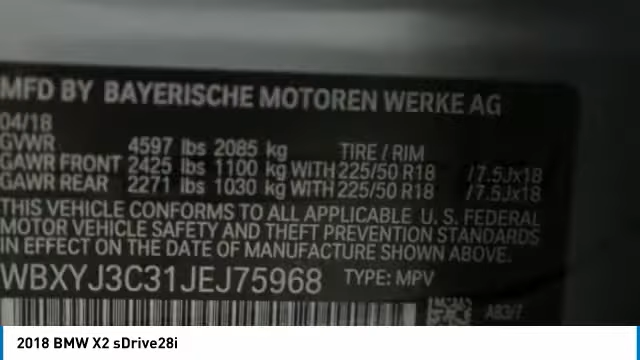 MFD BY BAYERISCHE MOTOREN WERKE AG
04/18
GVWR 4597 lbs 2085 kg TIRE / RIM
GAWR FRONT 2425 lbs 1100 kg WITH 225/50 R18 /7.5Jx18
GAWR REAR 2271 lbs 1030 kg WITH 225/50 R18 /7.5Jx18
THIS VEHICLE CONFORMS TO ALL APPLICABLE U. S. FEDERAL
MOTOR VEHICLE SAFETY AND THEFT PREVENTION STANDARDS
IN EFFECT ON THE DATE OF MANUFACTURE SHOWN ABOVE.
WBXYJ3C31JEJ75968 TYPE: MPV
A83/7
2018 BMW X2 sDrive28i